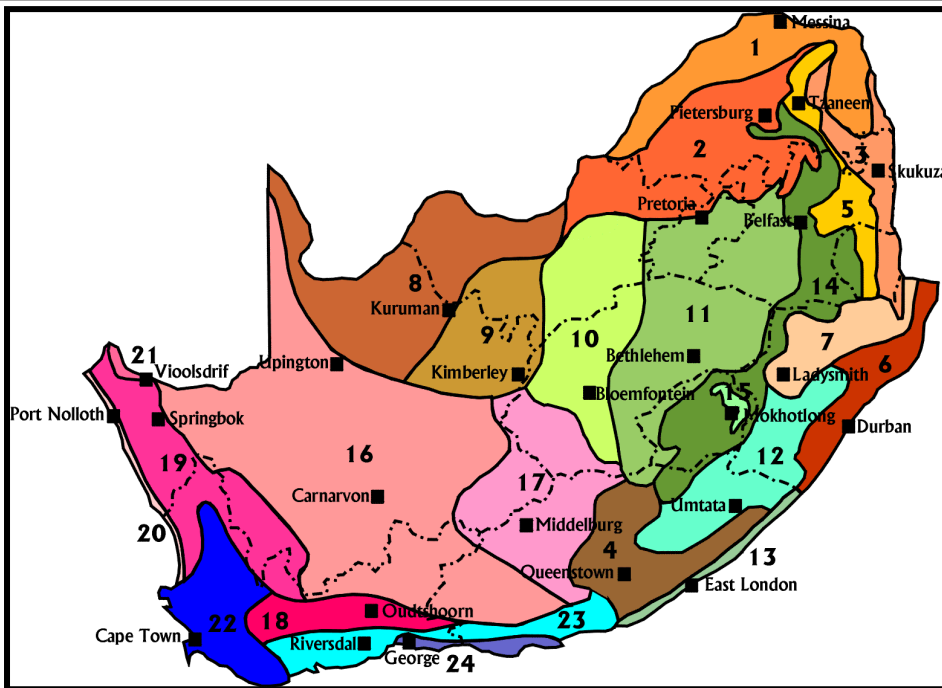 Messina
1
Tzaneen
Pietersburg
3
2
Skukuza
Pretoria
Belfast
5
8
14
Kuruman
11
9
10
7
21
Vioolsdrif
Upington
Bethlehem
6
Kimberley
Ladysmith
15
Bloemfontein
Port Nolloth
Springbok
Mokhotlong
Durban
16
12
19
17
Carnarvon
Umtata
20
Middelburg
4
13
Queenstown
East London
Oudtshoorn
22
18
23
Cape Town
Riversdal
George
24